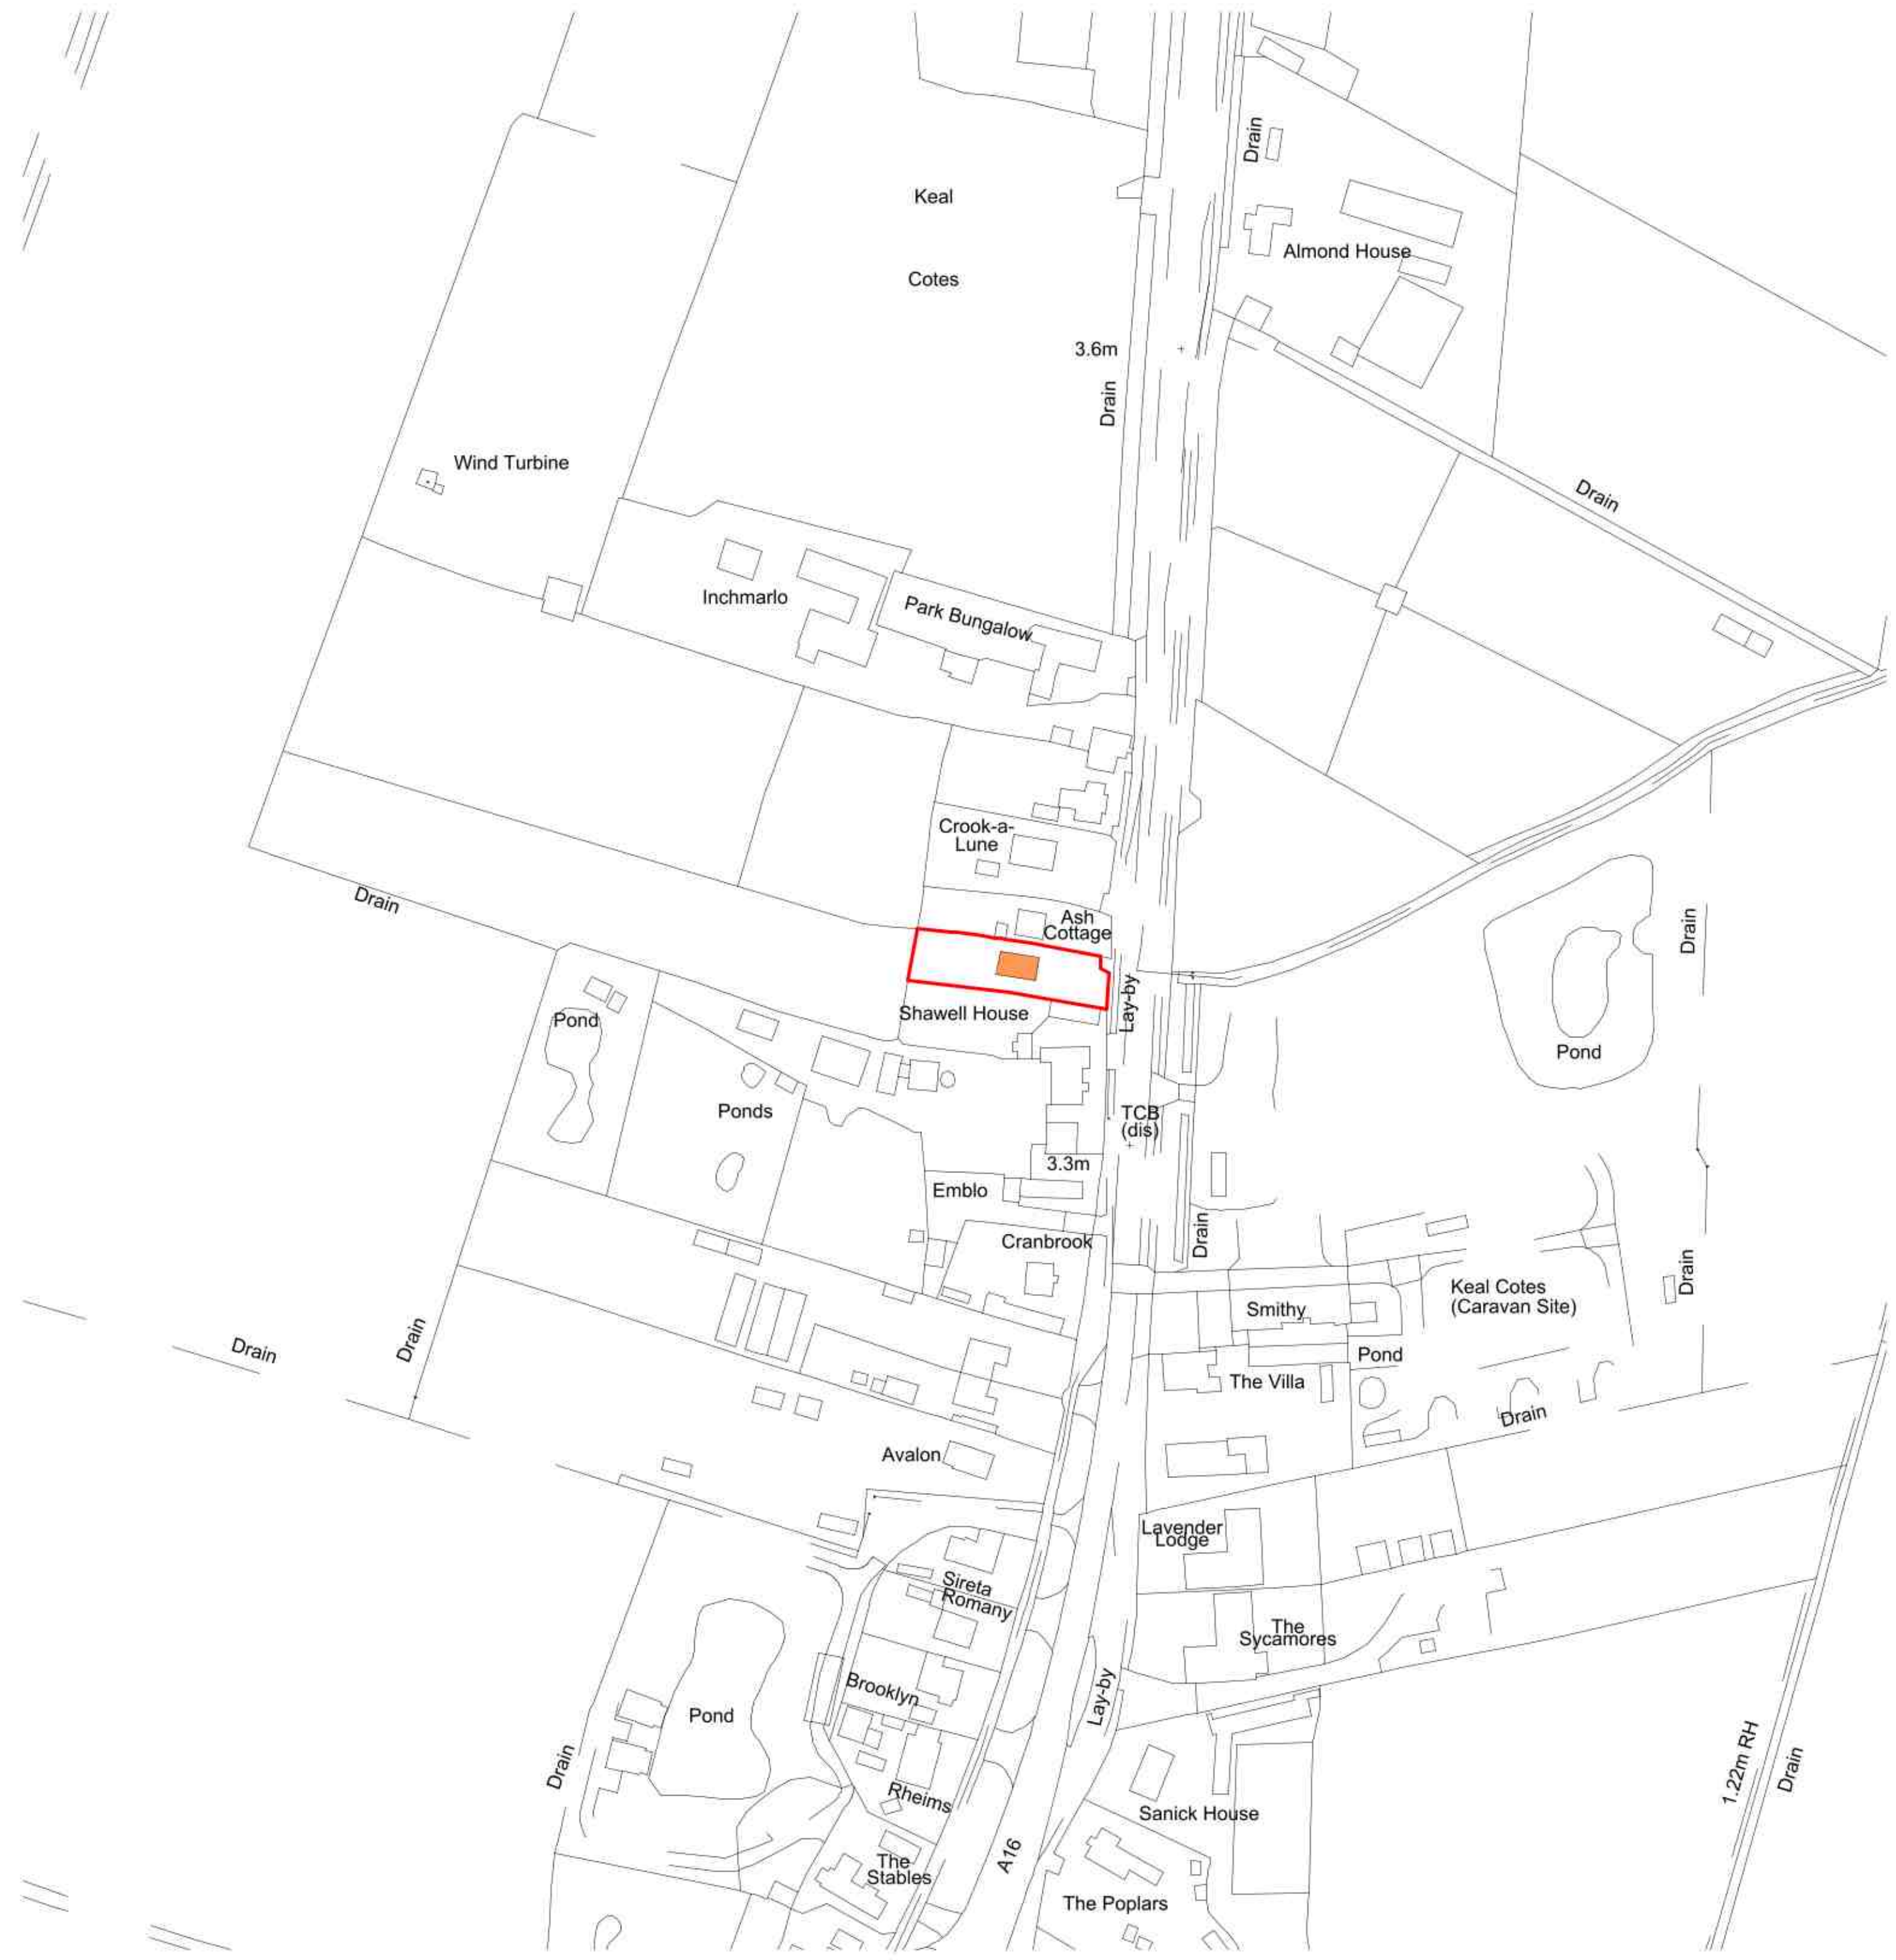 Drain
Keal
Cotes
Almond House
3.6m
Drain
Wind Turbine
Drain
Inchmarlo
Park Bungalow
Crook-a-
Lune
Drain
Ash
Cottage
Drain
Lay-by
Shawell House
Pond
Pond
Ponds
TCB
(dis)
3.3m
Emblo
Drain
Cranbrook
Drain
Keal Cotes
(Caravan Site)
Smithy
Drain
Drain
Pond
The Villa
Drain
Avalon
Lavender
Lodge
Sireta
Romany
The
Sycamores
Brooklyn
Lay-by
Pond
1.22m RH
Drain
Drain
Rheims
Sanick House
A16
The
Stables
The Poplars